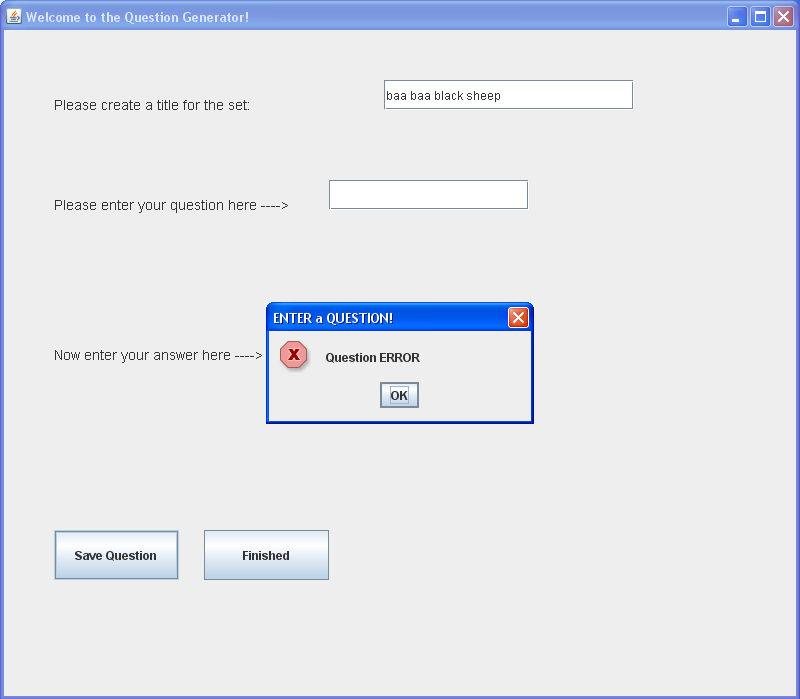 Welcome to the Question Generator!
Please create a title for the set:
baa baa black sheep
Please enter your question here ---->
ENTER a QUESTION!
Now enter your answer here ---->
X
Question ERROR
OK
Save Question
Finished